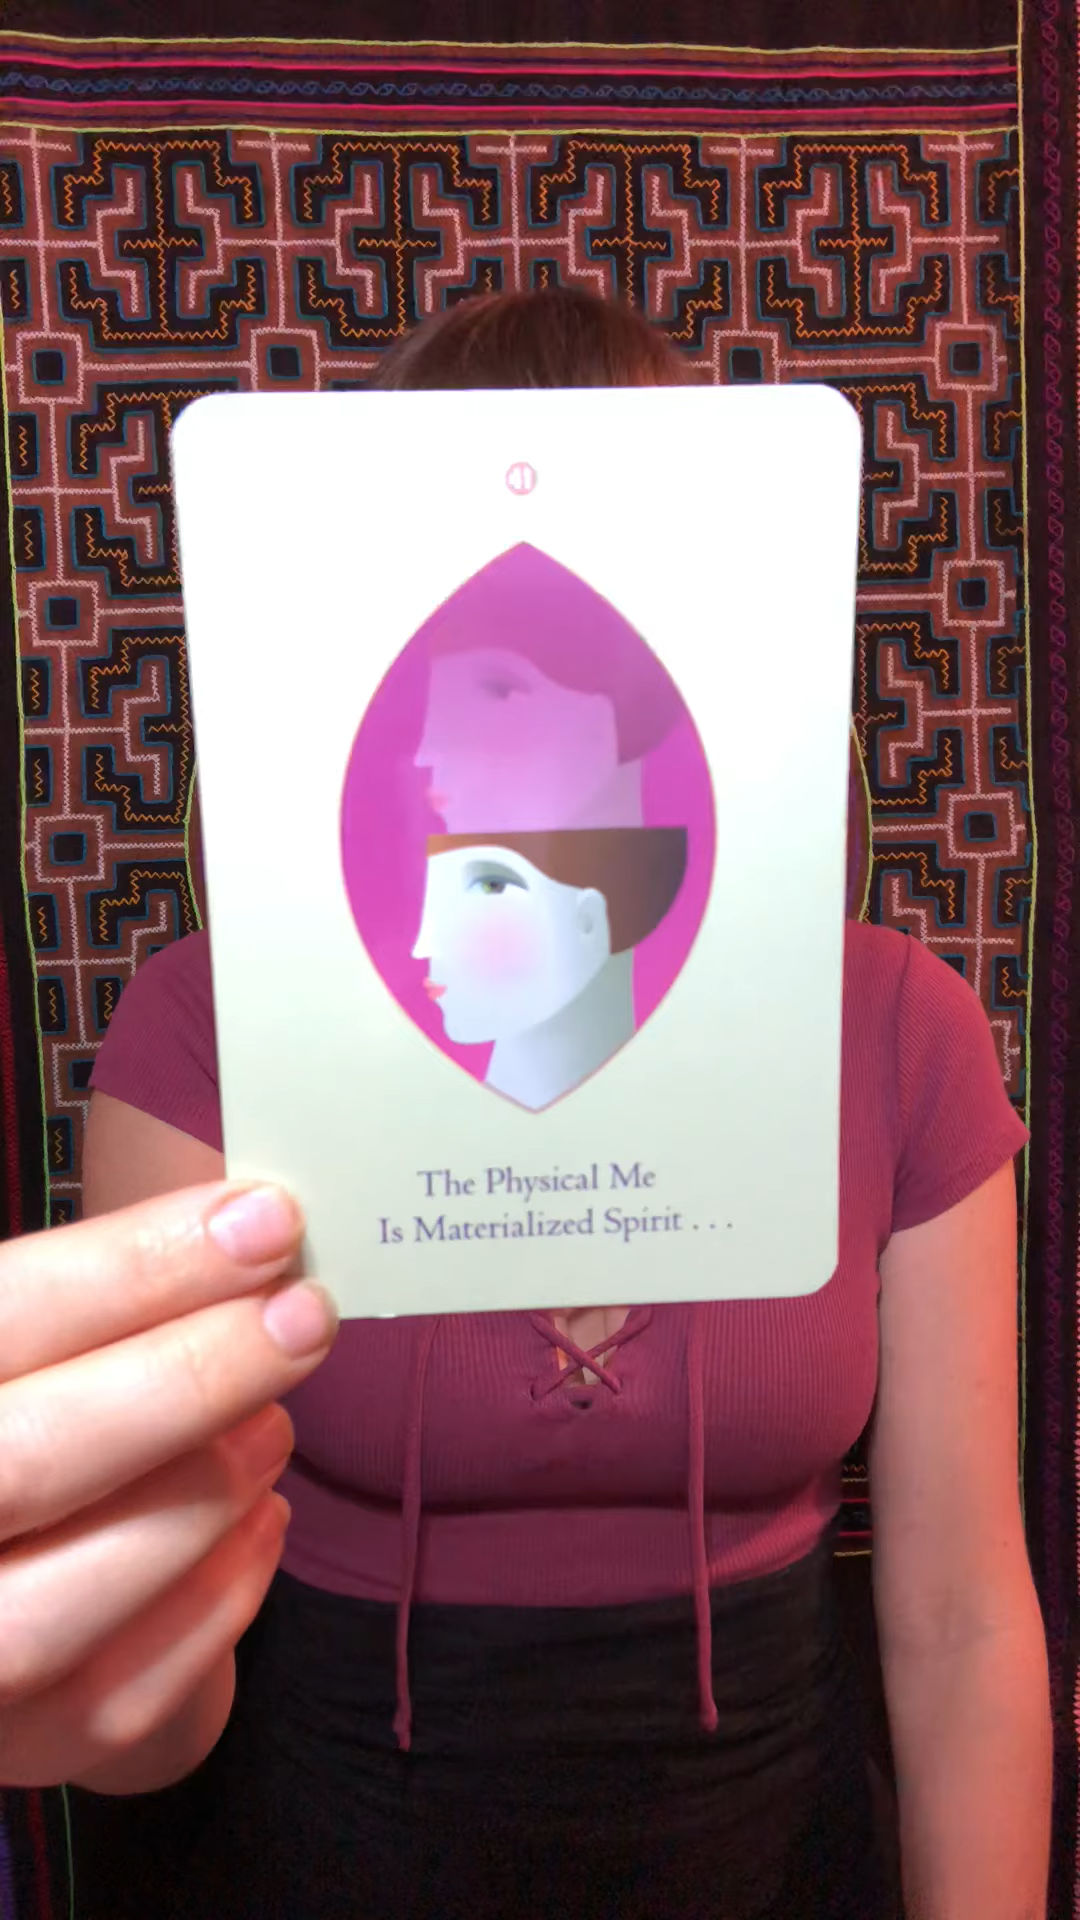 41
The Physical Me
Is Materialized Spirit . . .